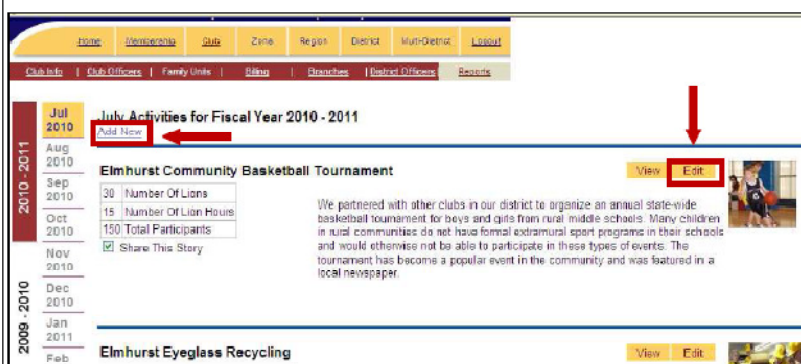 Home Membership Clubs Zone Region District Multi-District Logout
Club Info | Club Officers | Family Units | Billing | Branches | District Officers Reports
July Activities for Fiscal Year 2010 - 2011
Add New
2010 - 2011
2009 - 2010
Jul
2010
Aug
2010
Sep
2010
Oct
2010
Nov
2010
Dec
2010
Jan
2011
Feb
Elmhurst Community Basketball Tournament
View Edit
30 Number Of Lions
15 Number Of Lion Hours
150 Total Participants
Share This Story
We partnered with other clubs in our district to organize an annual state-wide
basketball tournament for boys and girls from rural middle schools. Many children
in rural communities do not have formal extramural sport programs in their schools
and would otherwise not be able to participate in these types of events. The
tournament has become a popular event in the community and was featured in a
local newspaper.
Elmhurst Eyeglass Recycling
View Edit